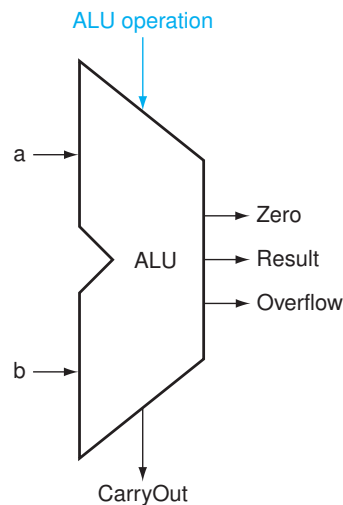 ALU operation
a
Zero
ALU
Result
Overflow
b
CarryOut